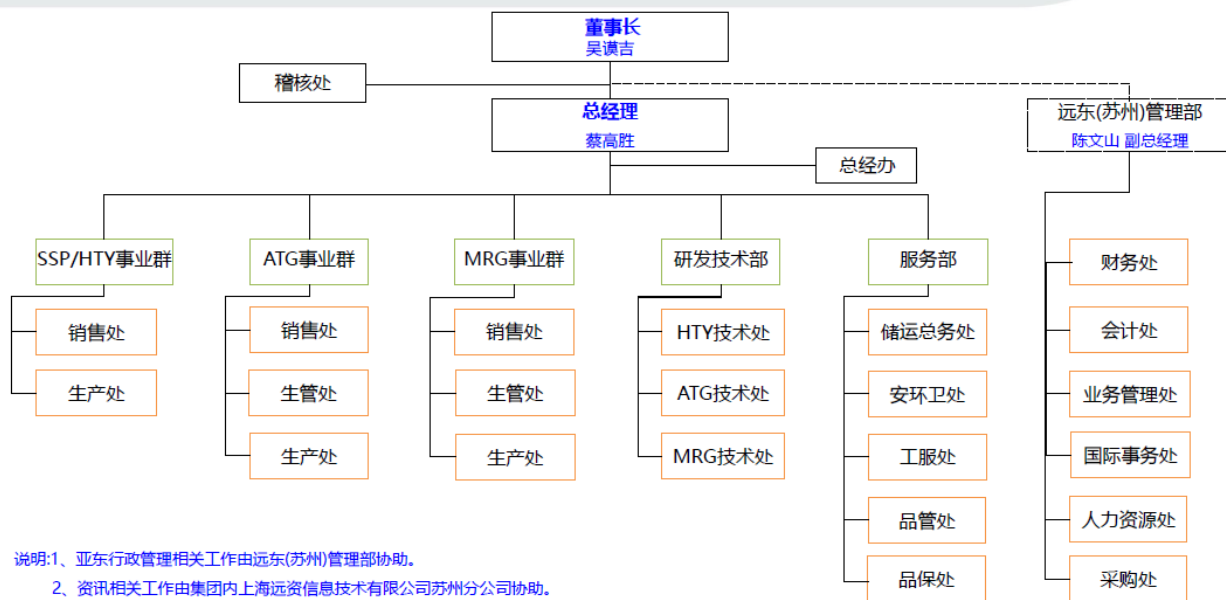 董事长
吴谟吉
稽核处
总经理
蔡高胜
远东(苏州)管理部
陈文山 副总经理
总经办
SSP/HTY事业群
ATG事业群
MRG事业群
研发技术部
服务部
销售处
生产处
销售处
生管处
生产处
销售处
生管处
生产处
HTY技术处
ATG技术处
MRG技术处
储运总务处
安环卫处
工服处
品管处
品保处
财务处
会计处
业务管理处
国际事务处
人力资源处
采购处
说明:1、亚东行政管理相关工作由远东(苏州)管理部协助。
2、资讯相关工作由集团内上海远资信息技术有限公司苏州分公司协助。